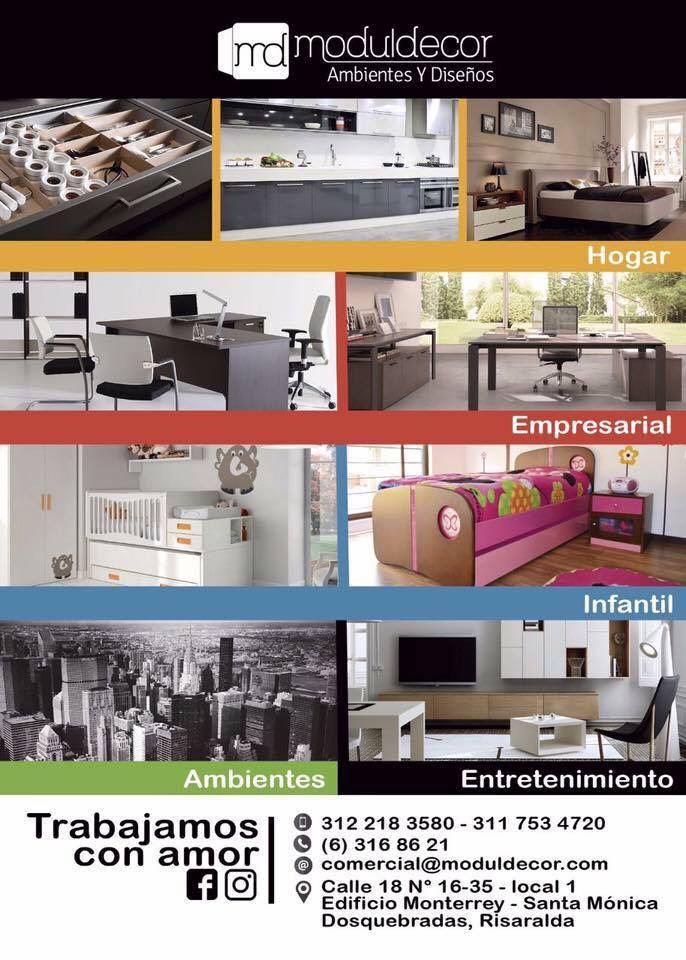 md moduldecor
Ambientes Y Diseños
Hogar
Empresarial
Infantil
Ambientes
Entretenimiento
Trabajamos
con amor
312 218 3580 - 311 753 4720
(6) 316 86 21
comercial@moduldecor.com
Calle 18 N° 16-35 - local 1
Edificio Monterrey - Santa Mónica
Dosquebradas, Risaralda